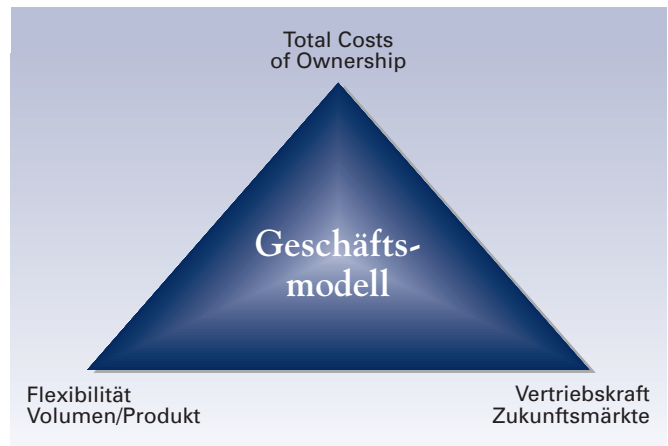 Total Costs
of Ownership
Geschäfts-
modell
Flexibilität
Volumen/Produkt
Vertriebskraft
Zukunftsmärkte